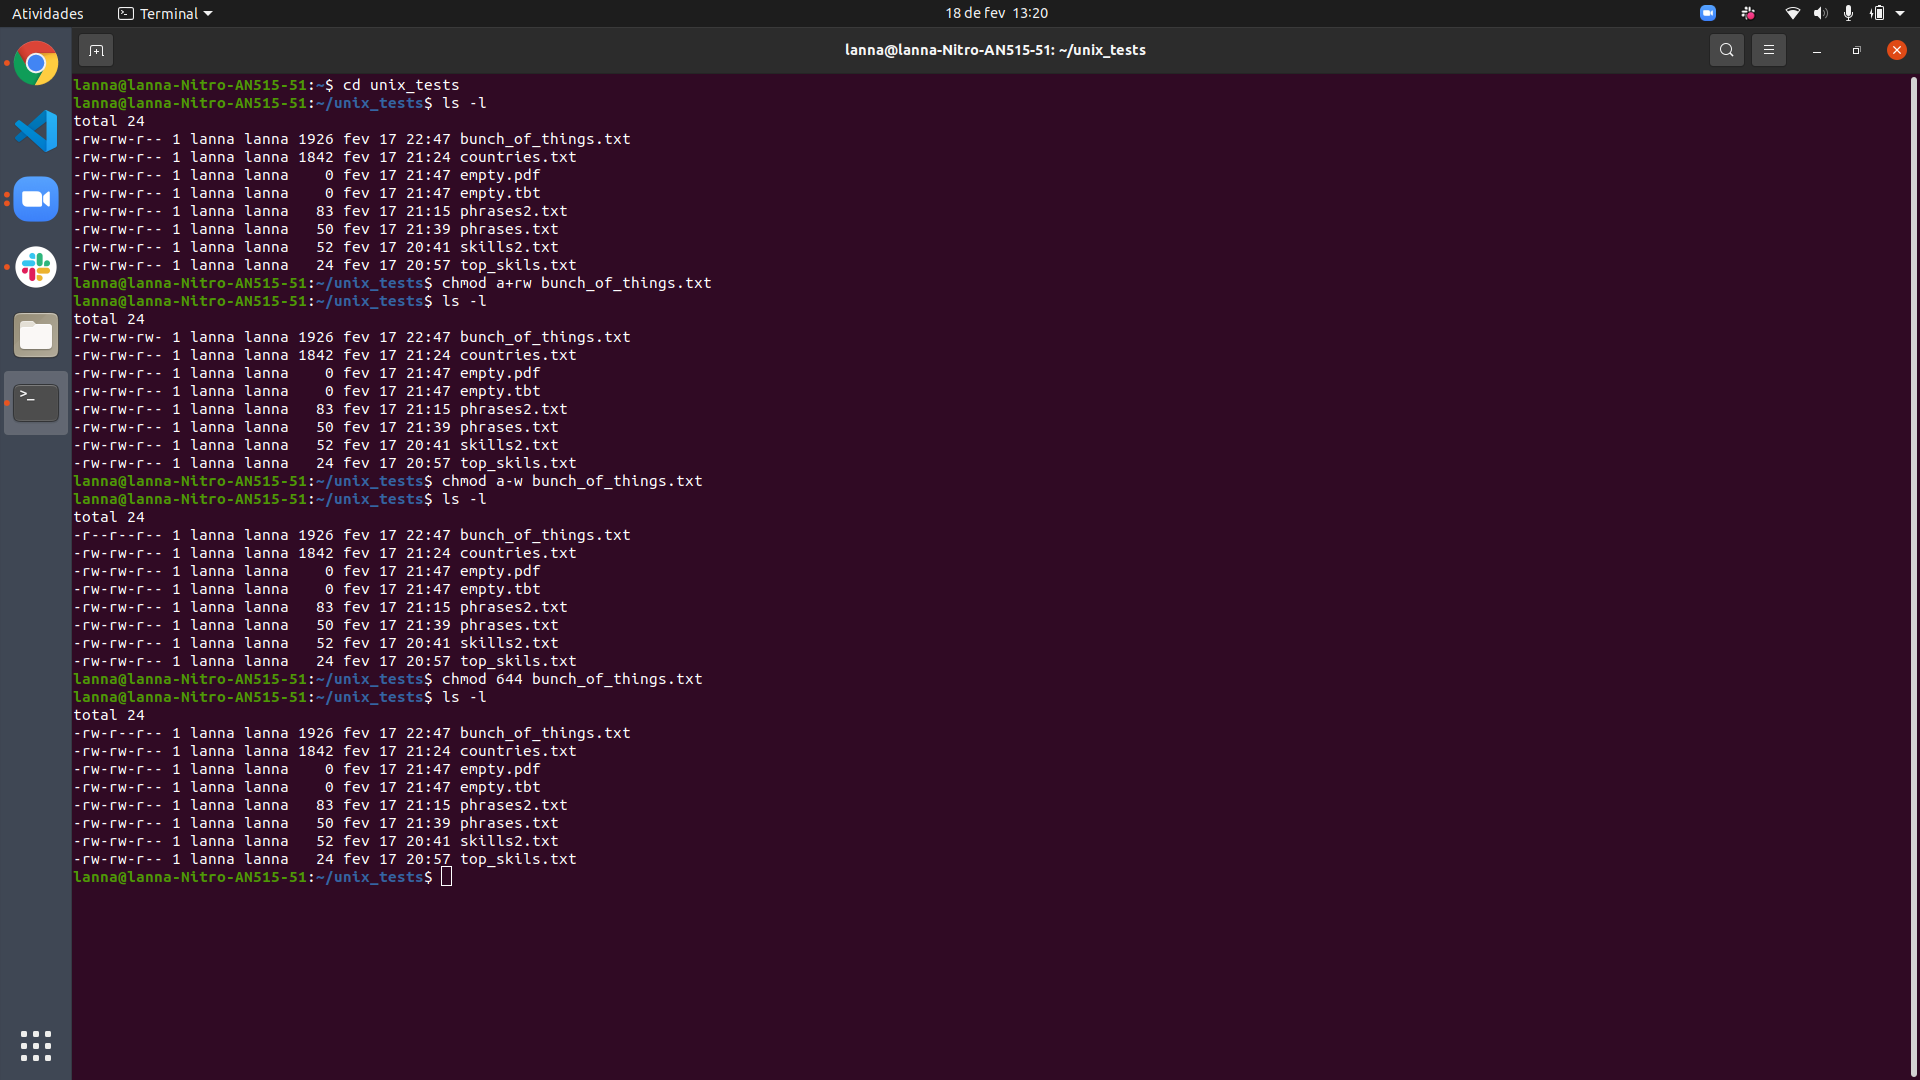 Atividades Terminal 18 de fev 13:20
lanna@lanna-Nitro-AN515-51: ~/unix_tests
lanna@lanna-Nitro-AN515-51:~$ cd unix_tests
lanna@lanna-Nitro-AN515-51:~/unix_tests$ ls -l
total 24
-rw-rw-r-- 1 lanna lanna 1926 fev 17 22:47 bunch_of_things.txt
-rw-rw-r-- 1 lanna lanna 1842 fev 17 21:24 countries.txt
-rw-rw-r-- 1 lanna lanna    0 fev 17 21:47 empty.pdf
-rw-rw-r-- 1 lanna lanna    0 fev 17 21:47 empty.tbt
-rw-rw-r-- 1 lanna lanna   83 fev 17 21:15 phrases2.txt
-rw-rw-r-- 1 lanna lanna   50 fev 17 21:39 phrases.txt
-rw-rw-r-- 1 lanna lanna   52 fev 17 20:41 skills2.txt
-rw-rw-r-- 1 lanna lanna   24 fev 17 20:57 top_skils.txt
lanna@lanna-Nitro-AN515-51:~/unix_tests$ chmod a+rw bunch_of_things.txt
lanna@lanna-Nitro-AN515-51:~/unix_tests$ ls -l
total 24
-rw-rw-rw- 1 lanna lanna 1926 fev 17 22:47 bunch_of_things.txt
-rw-rw-r-- 1 lanna lanna 1842 fev 17 21:24 countries.txt
-rw-rw-r-- 1 lanna lanna    0 fev 17 21:47 empty.pdf
-rw-rw-r-- 1 lanna lanna    0 fev 17 21:47 empty.tbt
-rw-rw-r-- 1 lanna lanna   83 fev 17 21:15 phrases2.txt
-rw-rw-r-- 1 lanna lanna   50 fev 17 21:39 phrases.txt
-rw-rw-r-- 1 lanna lanna   52 fev 17 20:41 skills2.txt
-rw-rw-r-- 1 lanna lanna   24 fev 17 20:57 top_skils.txt
lanna@lanna-Nitro-AN515-51:~/unix_tests$ chmod a-w bunch_of_things.txt
lanna@lanna-Nitro-AN515-51:~/unix_tests$ ls -l
total 24
-r--r--r-- 1 lanna lanna 1926 fev 17 22:47 bunch_of_things.txt
-rw-rw-r-- 1 lanna lanna 1842 fev 17 21:24 countries.txt
-rw-rw-r-- 1 lanna lanna    0 fev 17 21:47 empty.pdf
-rw-rw-r-- 1 lanna lanna    0 fev 17 21:47 empty.tbt
-rw-rw-r-- 1 lanna lanna   83 fev 17 21:15 phrases2.txt
-rw-rw-r-- 1 lanna lanna   50 fev 17 21:39 phrases.txt
-rw-rw-r-- 1 lanna lanna   52 fev 17 20:41 skills2.txt
-rw-rw-r-- 1 lanna lanna   24 fev 17 20:57 top_skils.txt
lanna@lanna-Nitro-AN515-51:~/unix_tests$ chmod 644 bunch_of_things.txt
lanna@lanna-Nitro-AN515-51:~/unix_tests$ ls -l
total 24
-rw-r--r-- 1 lanna lanna 1926 fev 17 22:47 bunch_of_things.txt
-rw-rw-r-- 1 lanna lanna 1842 fev 17 21:24 countries.txt
-rw-rw-r-- 1 lanna lanna    0 fev 17 21:47 empty.pdf
-rw-rw-r-- 1 lanna lanna    0 fev 17 21:47 empty.tbt
-rw-rw-r-- 1 lanna lanna   83 fev 17 21:15 phrases2.txt
-rw-rw-r-- 1 lanna lanna   50 fev 17 21:39 phrases.txt
-rw-rw-r-- 1 lanna lanna   52 fev 17 20:41 skills2.txt
-rw-rw-r-- 1 lanna lanna   24 fev 17 20:57 top_skils.txt
lanna@lanna-Nitro-AN515-51:~/unix_tests$